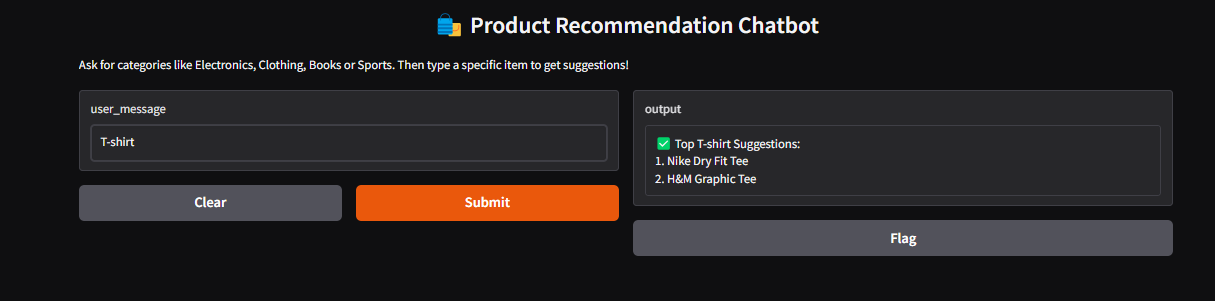 🛍️ Product Recommendation Chatbot
Ask for categories like Electronics, Clothing, Books or Sports. Then type a specific item to get suggestions!
user_message
T-shirt
Clear
Submit
output
✅ Top T-shirt Suggestions:
1. Nike Dry Fit Tee
2. H&M Graphic Tee
Flag